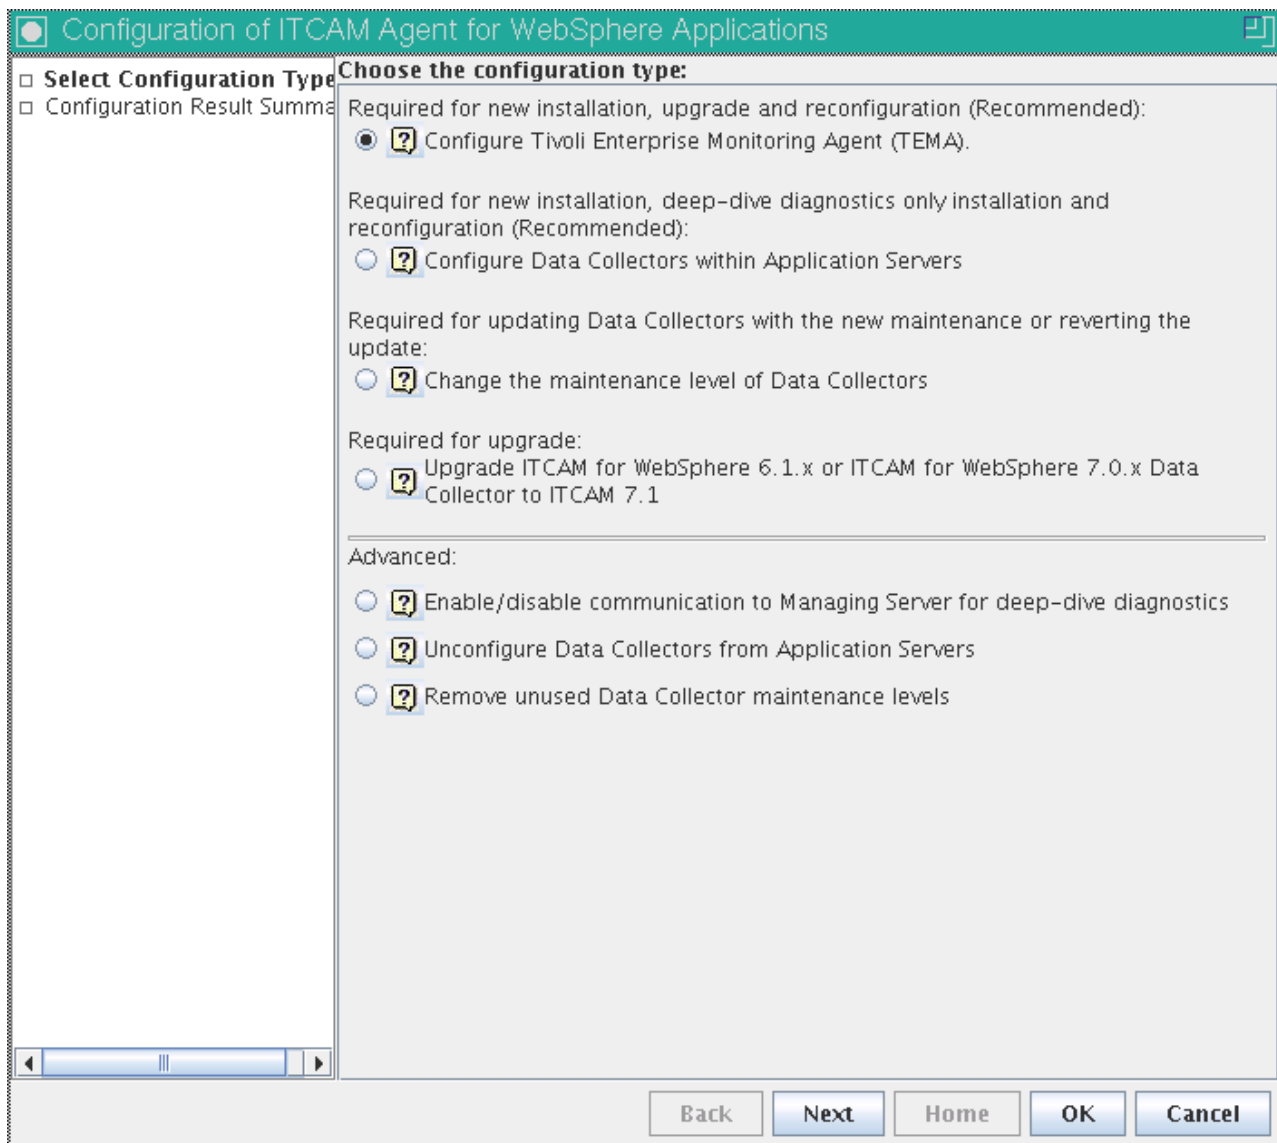 Configuration of ITCAM Agent for WebSphere Applications
Select Configuration Type
Configuration Result Summa
Choose the configuration type:
Required for new installation, upgrade and reconfiguration (Recommended):
Configure Tivoli Enterprise Monitoring Agent (TEMA).
Required for new installation, deep-dive diagnostics only installation and
reconfiguration (Recommended):
Configure Data Collectors within Application Servers
Required for updating Data Collectors with the new maintenance or reverting the
update:
Change the maintenance level of Data Collectors
Required for upgrade:
Upgrade ITCAM for WebSphere 6.1.x or ITCAM for WebSphere 7.0.x Data
Collector to ITCAM 7.1
Advanced:
Enable/disable communication to Managing Server for deep-dive diagnostics
Unconfigure Data Collectors from Application Servers
Remove unused Data Collector maintenance levels
Back Next Home OK Cancel